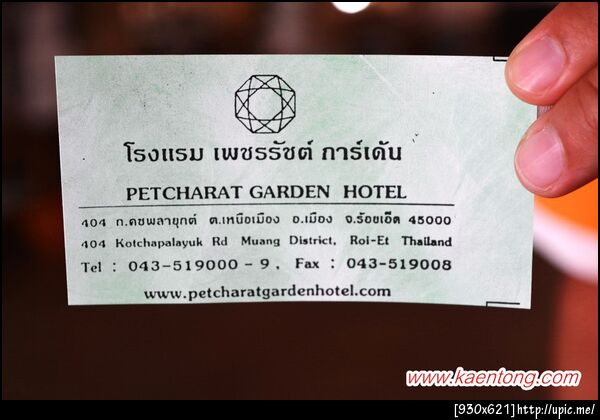 โรงแรม เพชรรัชต์ การ์เด้น
PETCHARAT GARDEN HOTEL
404 ถ.คชพลายุกต์ ต.เหนือเมือง อ.เมือง จ.ร้อยเอ็ด 45000
404 Kotchapalayuk Rd Muang District, Roi-Et Thailand
Tel : 043-519000 - 9, Fax : 043-519008
www.petcharatgardenhotel.com
www.kaentong.com
[930x621]http://upic.me/